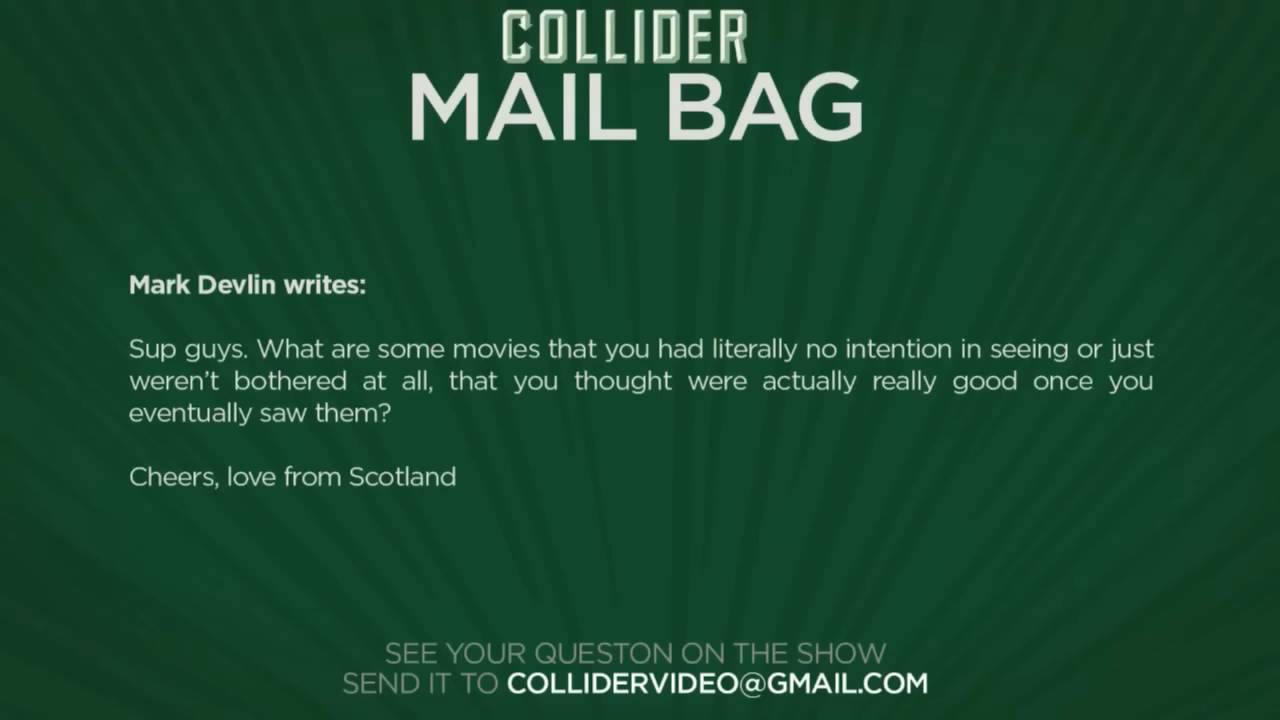 COLLIDER
MAIL BAG
Mark Devlin writes:
Sup guys. What are some movies that you had literally no intention in seeing or just
weren't bothered at all, that you thought were actually really good once you
eventually saw them?
Cheers, love from Scotland
SEE YOUR QUESTON ON THE SHOW
SEND IT TO COLLIDERVIDEO@GMAIL.COM